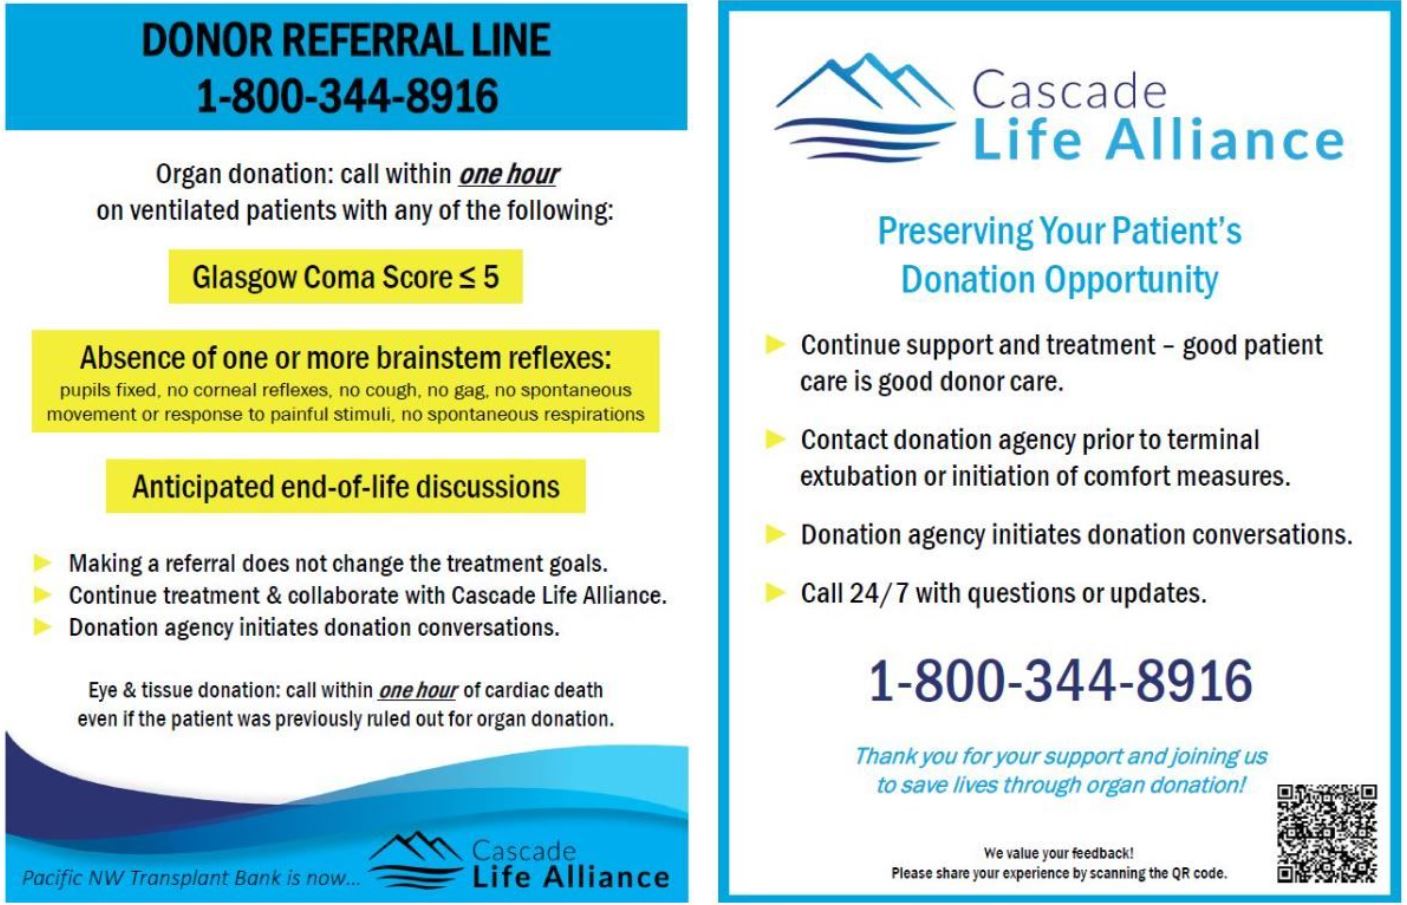 DONOR REFERRAL LINE
1-800-344-8916
Organ donation: call within one hour
on ventilated patients with any of the following:
Glasgow Coma Score ≤ 5
Absence of one or more brainstem reflexes:
pupils fixed, no corneal reflexes, no cough, no gag, no spontaneous
movement or response to painful stimuli, no spontaneous respirations
Anticipated end-of-life discussions
► Making a referral does not change the treatment goals.
► Continue treatment & collaborate with Cascade Life Alliance.
► Donation agency initiates donation conversations.
Eye & tissue donation: call within one hour of cardiac death
even if the patient was previously ruled out for organ donation.
Pacific NW Transplant Bank is now...
Cascade
Life Alliance
Cascade
Life Alliance
Preserving Your Patient's
Donation Opportunity
► Continue support and treatment – good patient
care is good donor care.
► Contact donation agency prior to terminal
extubation or initiation of comfort measures.
► Donation agency initiates donation conversations.
► Call 24/7 with questions or updates.
1-800-344-8916
Thank you for your support and joining us
to save lives through organ donation!
We value your feedback!
Please share your experience by scanning the QR code.